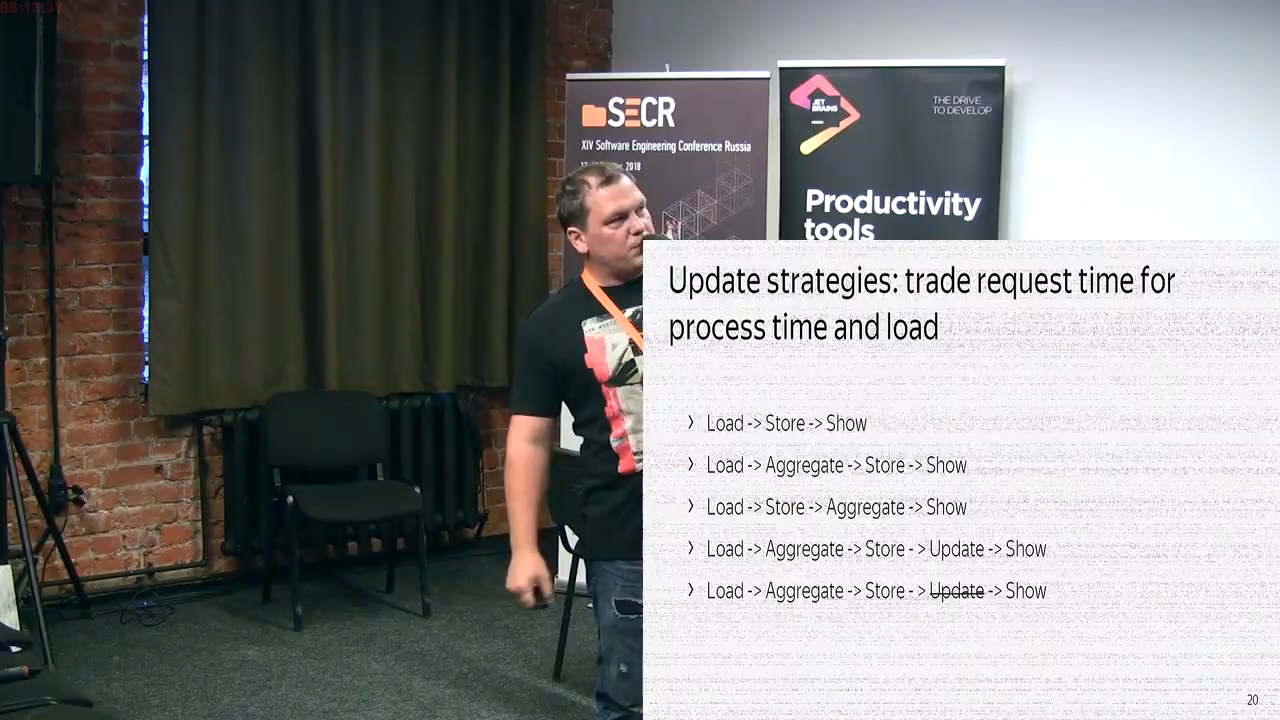 SECR
XIV Software Engineering Conference Russia
2018
JET
BRAINS
THE DRIVE
TO DEVELOP
Productivity
tools
Update strategies: trade request time for
process time and load
› Load -> Store -> Show
› Load -> Aggregate -> Store -> Show
› Load -> Store -> Aggregate -> Show
› Load -> Aggregate -> Store -> Update -> Show
› Load -> Aggregate -> Store - > Update -> Show
20